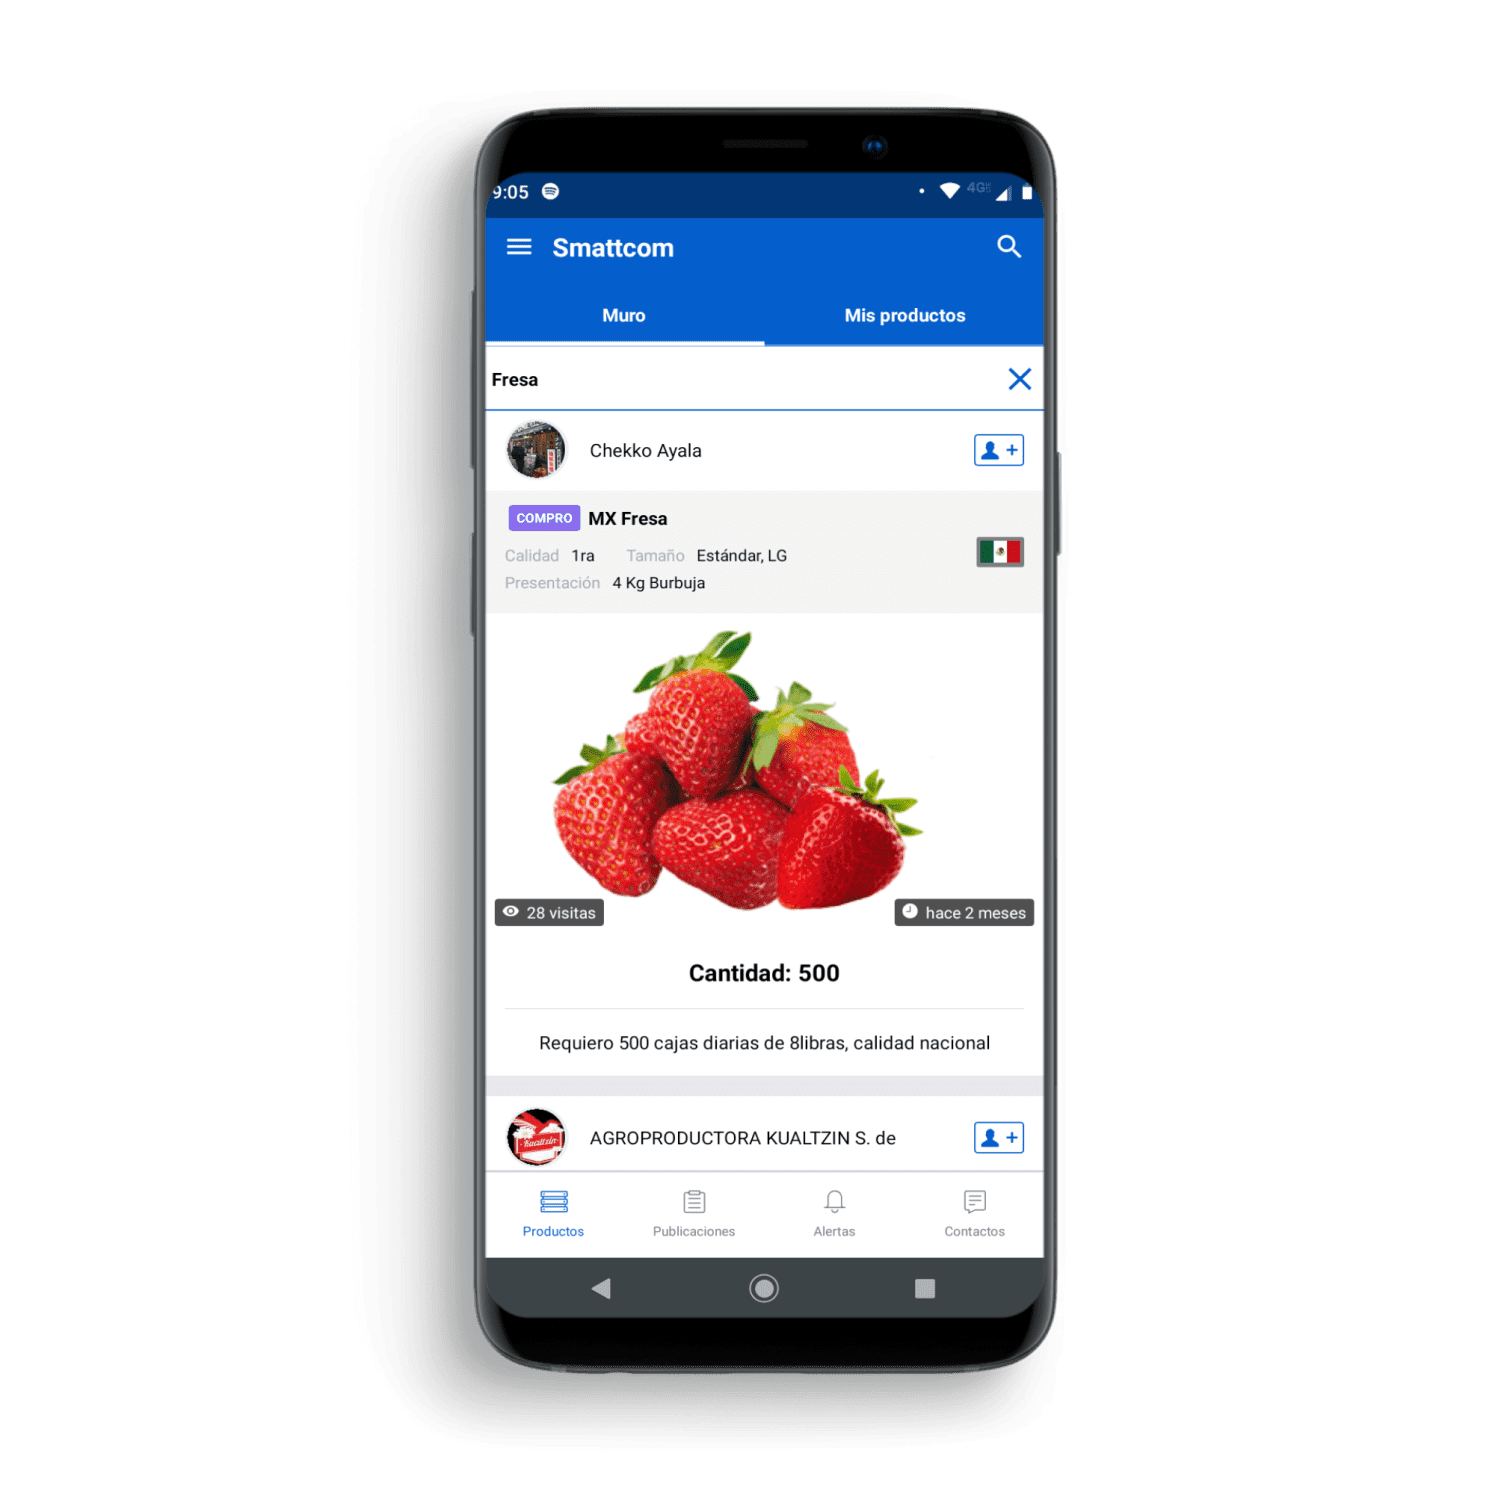 9:05 4G
Smattcom
Muro Mis productos
Fresa
Chekko Ayala
COMPRO MX Fresa
Calidad 1ra Tamaño Estándar, LG
Presentación 4 Kg Burbuja
28 visitas hace 2 meses
Cantidad: 500
Requiero 500 cajas diarias de 8libras, calidad nacional
Kualtzin
AGROPRODUCTORA KUALTZIN S. de
Productos Publicaciones Alertas Contactos